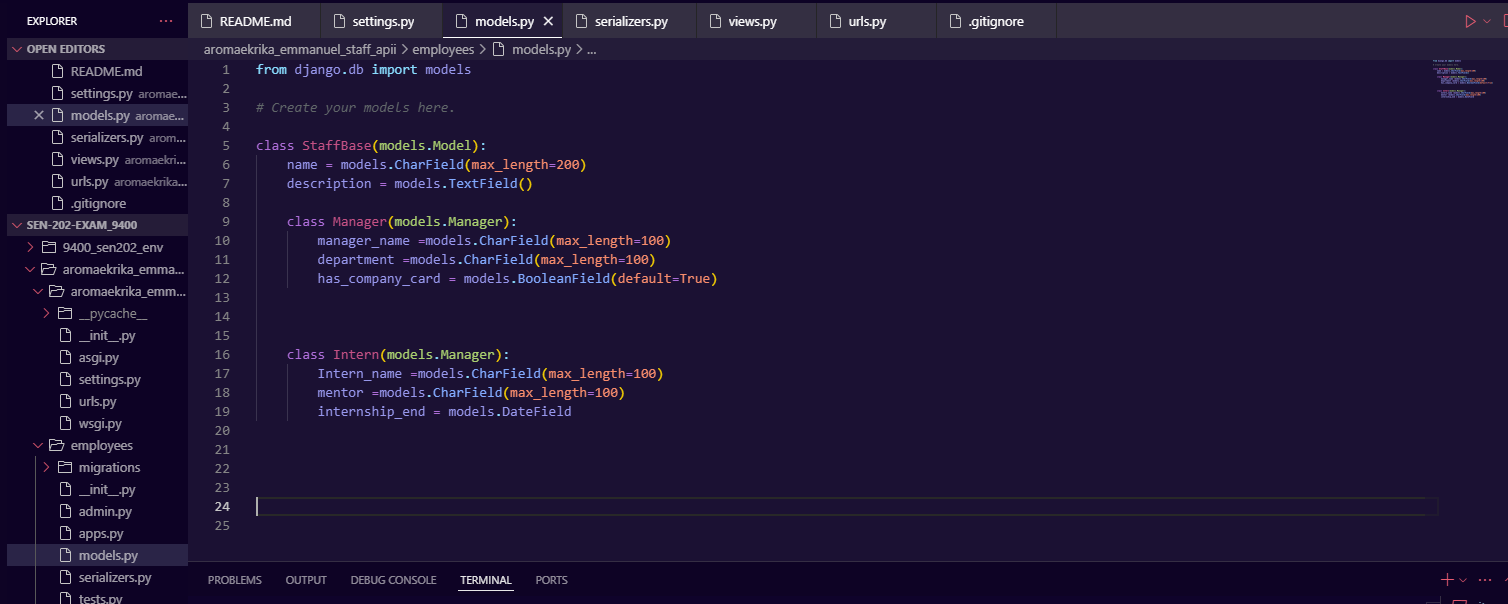 EXPLORER ...
README.md settings.py models.py serializers.py views.py urls.py .gitignore
OPEN EDITORS
README.md
settings.py aromae...
models.py aromae...
serializers.py arom...
views.py aromaekri...
urls.py aromaekrika...
.gitignore
SEN-202-EXAM_9400
9400_sen202_env
aromaekrika_emma...
aromaekrika_emm...
__pycache__
__init__.py
asgi.py
settings.py
urls.py
wsgi.py
employees
migrations
__init__.py
admin.py
apps.py
models.py
serializers.py
tests.py
aromaekrika_emmanuel_staff_apii > employees > models.py > ...
1 from django.db import models
2
3 # Create your models here.
4
5 class StaffBase(models.Model):
6 name = models.CharField(max_length=200)
7 description = models.TextField()
8
9 class Manager(models.Manager):
10 manager_name =models.CharField(max_length=100)
11 department =models.CharField(max_length=100)
12 has_company_card = models.BooleanField(default=True)
13
14
15
16 class Intern(models.Manager):
17 Intern_name =models.CharField(max_length=100)
18 mentor =models.CharField(max_length=100)
19 internship_end = models.DateField
20
21
22
23
24
25
PROBLEMS OUTPUT DEBUG CONSOLE TERMINAL PORTS